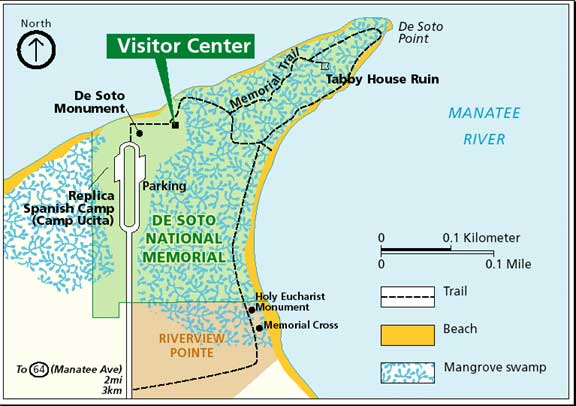 North
De Soto
Point
Visitor Center
Memorial Trail
Tabby House Ruin
De Soto
Monument
MANATEE
RIVER
Parking
Replica
Spanish Camp
(Camp Ucita)
DE SOTO
NATIONAL
MEMORIAL
0 0.1 Kilometer
0 0.1 Mile
Trail
Holy Eucharist
Monument
Memorial Cross
Beach
RIVERVIEW
POINTE
Mangrove swamp
To 64 (Manatee Ave)
2mi
3km